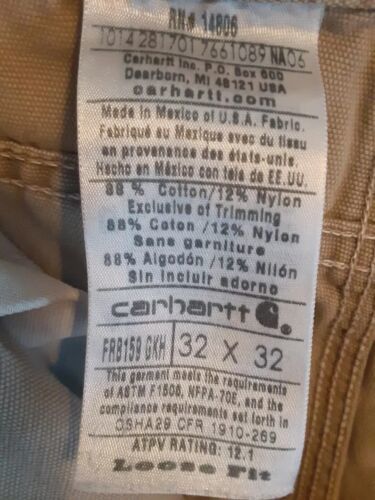 RN# 14806
1014281701 7661089 NA06
Carhartt Inc. P.O. Box 600
Dearborn, MI 48121 USA
carhartt.com
Made in Mexico of U.S.A. Fabric.
Fabriqué au Mexique avec du tissu
en provenance des états-unis.
Hecho en México con tela de EE.UU.
88 % Cotton/12% Nylon
Exclusive of Trimming
88% Coton /12% Nylon
Sans garniture
88% Algodón /12% Nilón
Sin incluir adorno
carhartt
FRB159 GKH 32 X 32
This garment meets the requirements
of ASTM F1506, NFPA-70E, and the
compliance requirements set forth in
OSHA29 CFR 1910-269
ATPV RATING: 12.1
Loose Fit